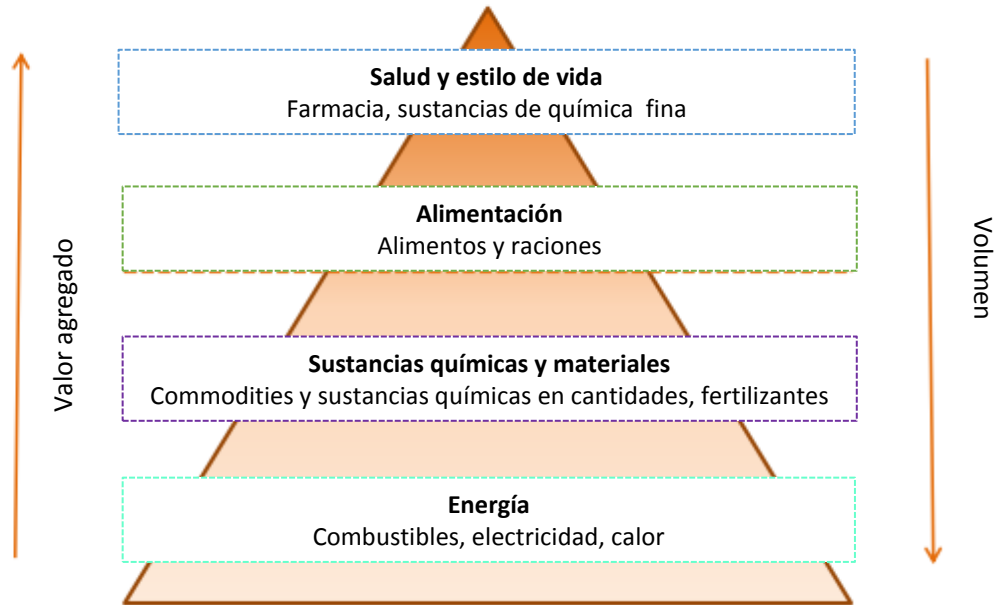 Salud y estilo de vida
Farmacia, sustancias de química fina
Alimentación
Alimentos y raciones
Valor agregado
Volumen
Sustancias químicas y materiales
Commodities y sustancias químicas en cantidades, fertilizantes
Energía
Combustibles, electricidad, calor